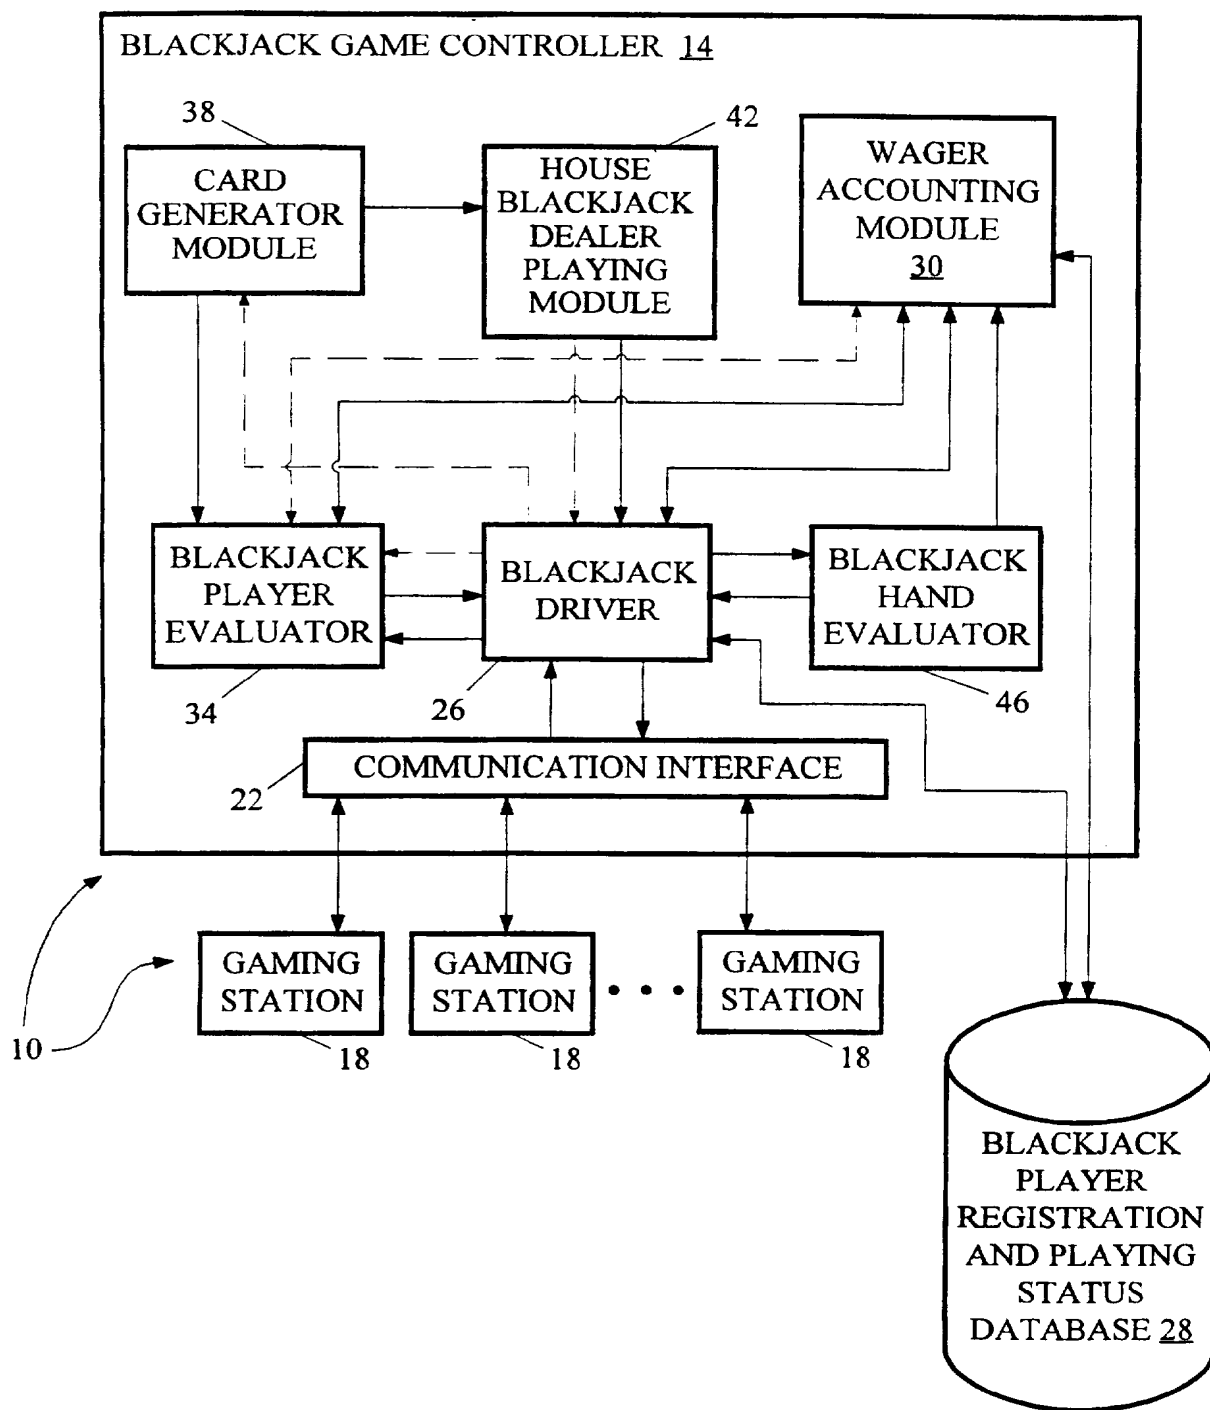 BLACKJACK GAME CONTROLLER 14
38
42
CARD
GENERATOR
MODULE
HOUSE
BLACKJACK
DEALER
PLAYING
MODULE
WAGER
ACCOUNTING
MODULE
30
BLACKJACK
PLAYER
EVALUATOR
BLACKJACK
DRIVER
BLACKJACK
HAND
EVALUATOR
34
26
46
COMMUNICATION INTERFACE
22
GAMING
STATION
GAMING
STATION
GAMING
STATION
10
18
18
18
BLACKJACK
PLAYER
REGISTRATION
AND PLAYING
STATUS
DATABASE 28